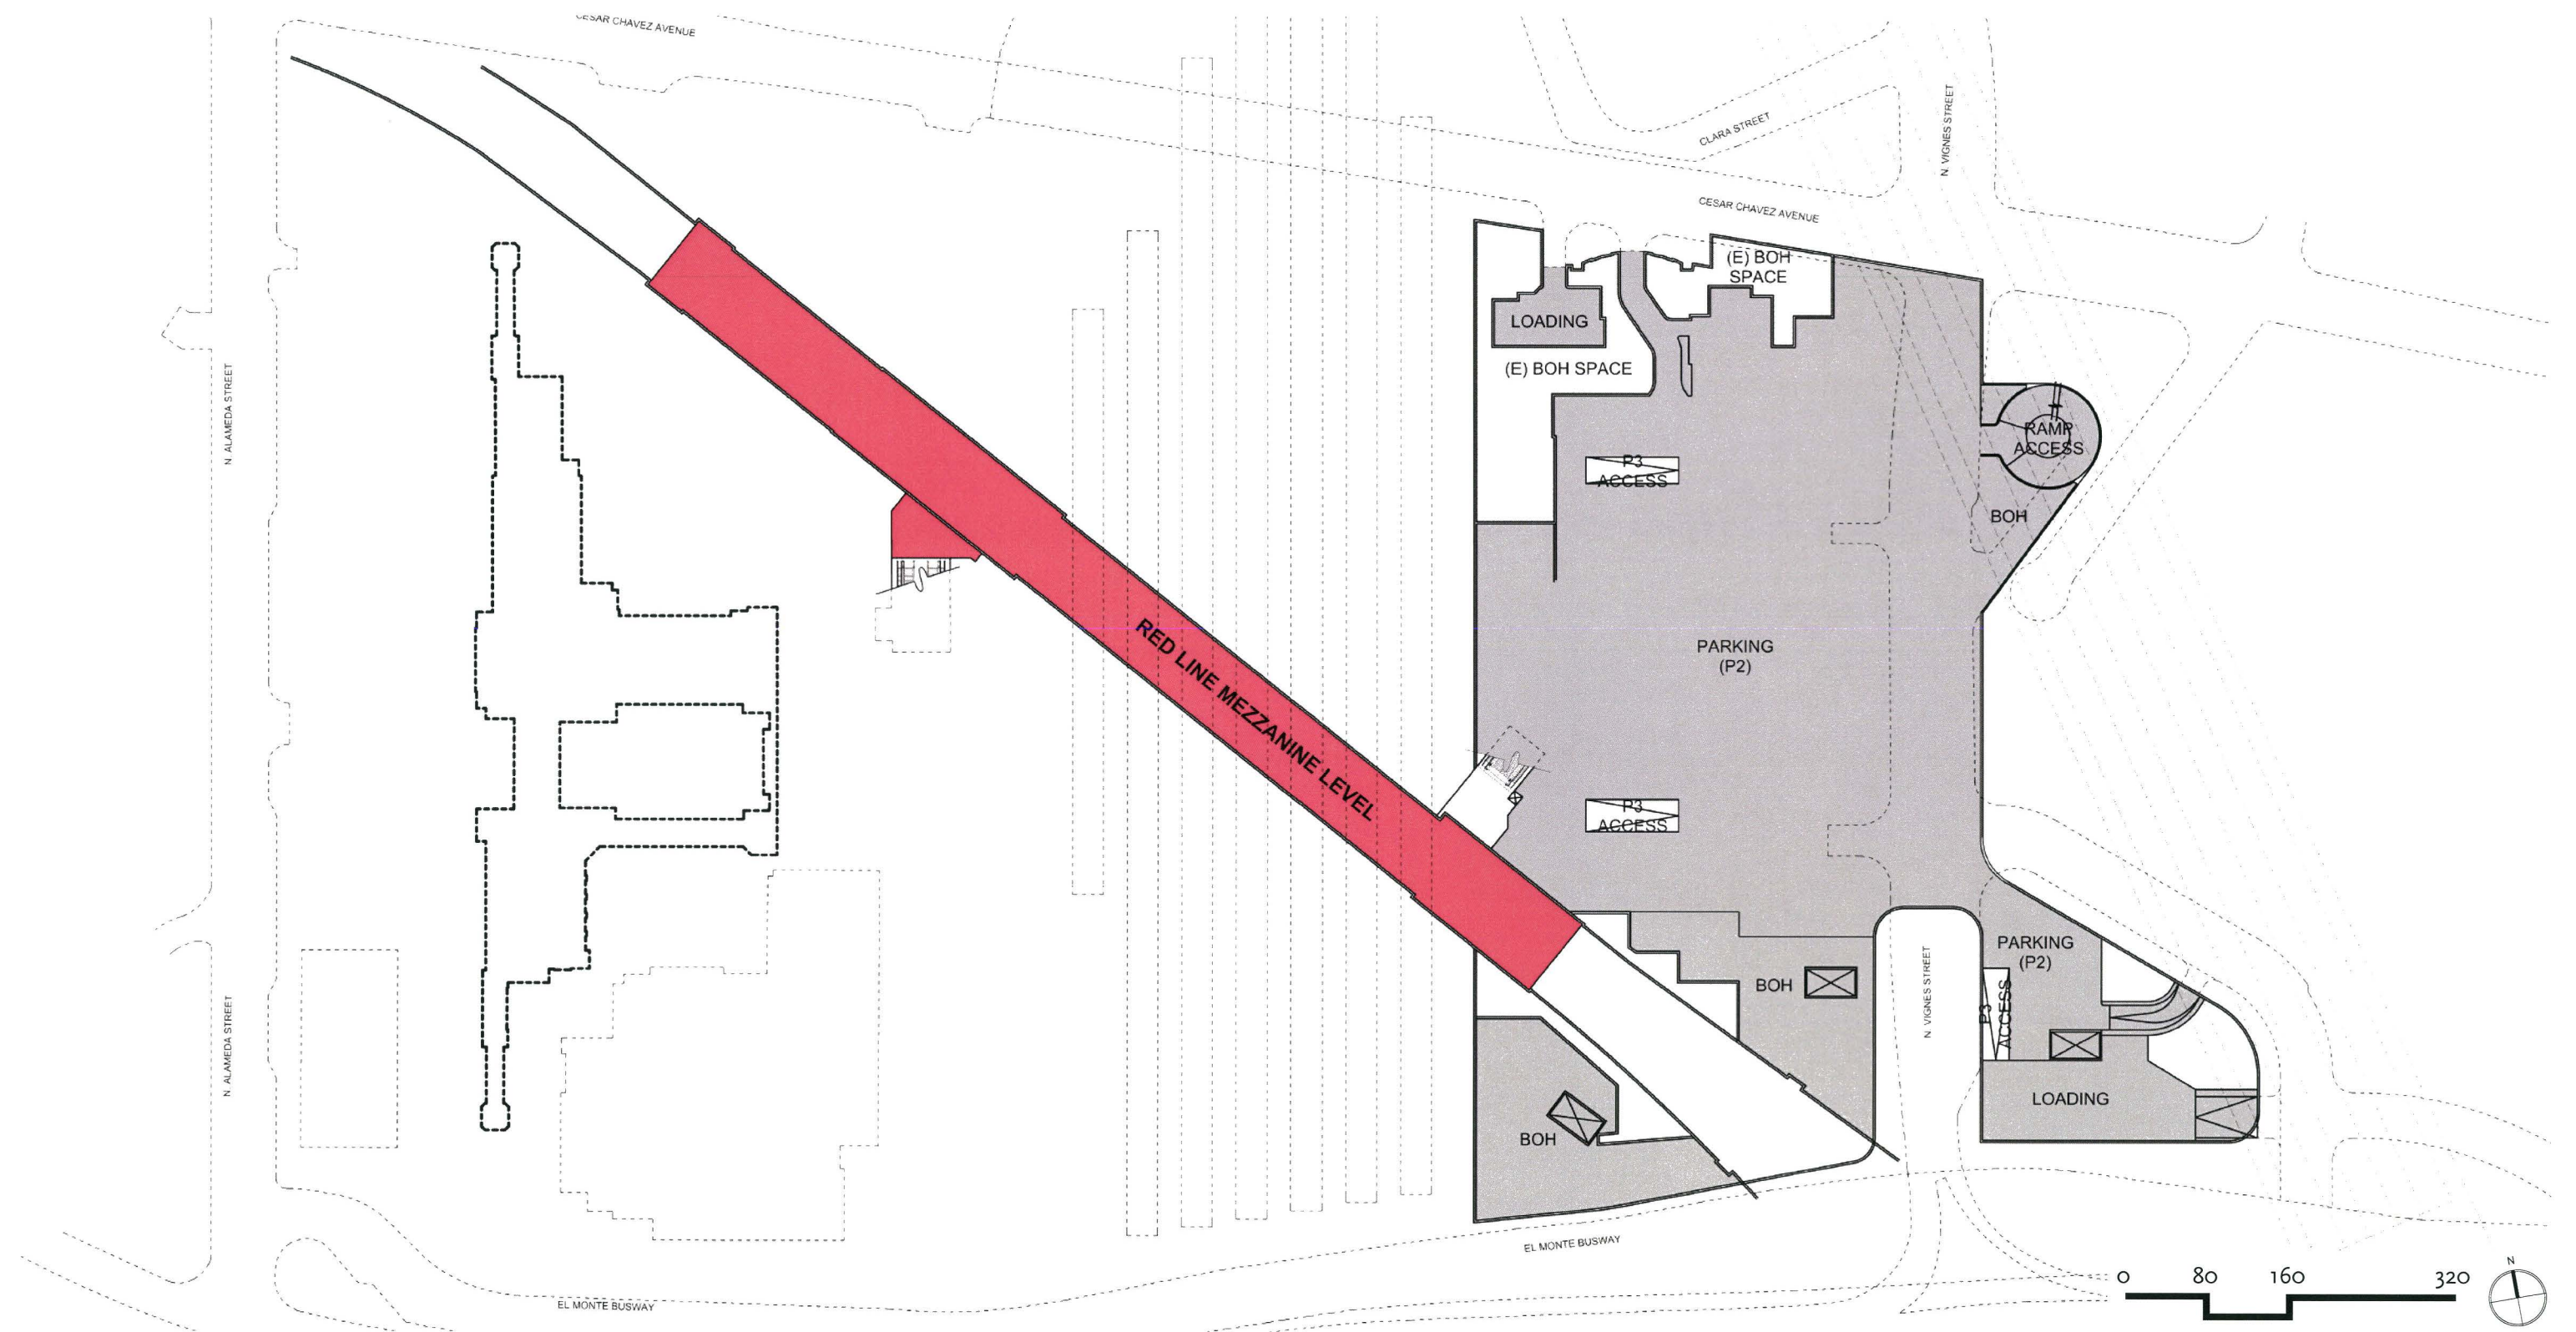 CESAR CHAVEZ AVENUE
CLARA STREET
N. VIGNES STREET
CESAR CHAVEZ AVENUE
(E) BOH
SPACE
LOADING
(E) BOH SPACE
N. ALAMEDA STREET
RAMP
ACCESS
P3
ACCESS
BOH
PARKING
(P2)
RED LINE MEZZANINE LEVEL
P3
ACCESS
PARKING
(P2)
BOH
P3
ACCESS
N. VIGNES STREET
N. ALAMEDA STREET
LOADING
BOH
EL MONTE BUSWAY
EL MONTE BUSWAY
0 80 160 320
N